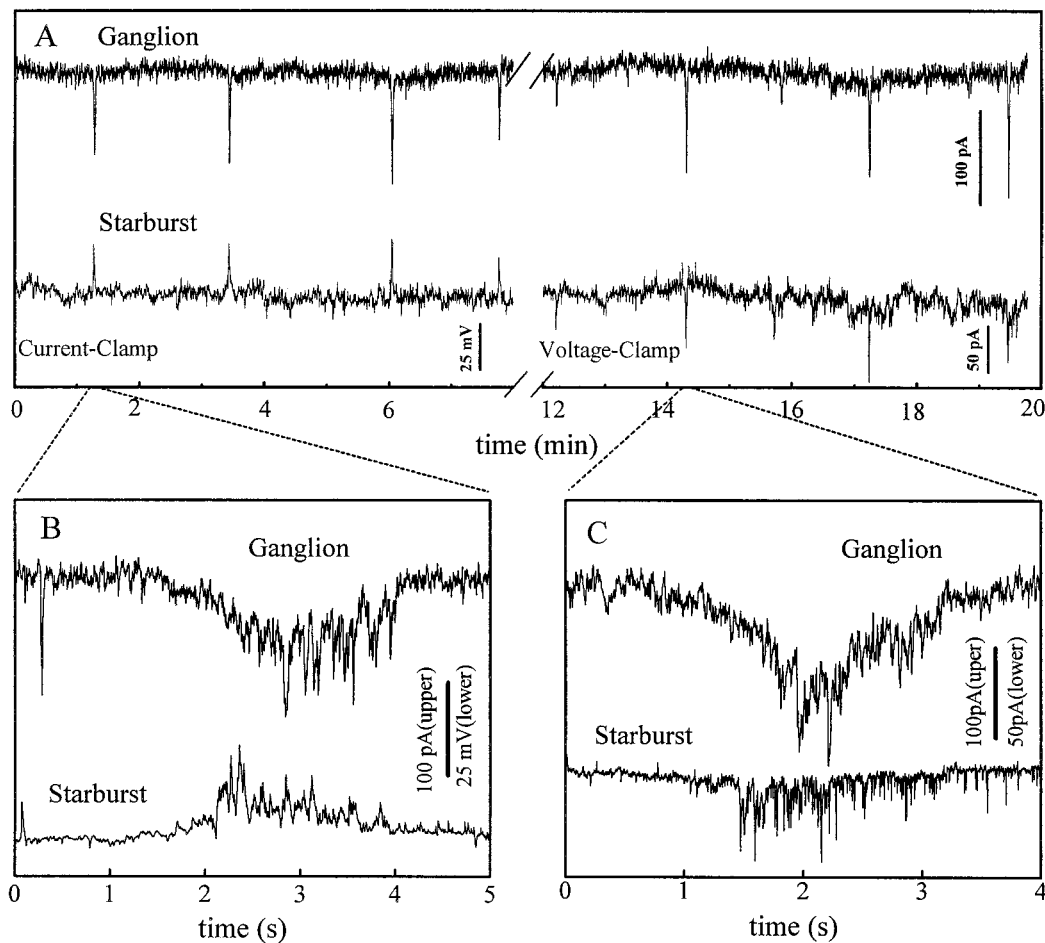 A
Ganglion
100 pA
Starburst
Current-Clamp
25 mV
Voltage-Clamp
50 pA
0 2 4 6 12 14 16 18 20
time (min)
B
Ganglion
100 pA(upper)
25 mV(lower)
Starburst
0 1 2 3 4 5
time (s)
C
Ganglion
100pA(uper)
50pA(lower)
Starburst
0 1 2 3 4
time (s)